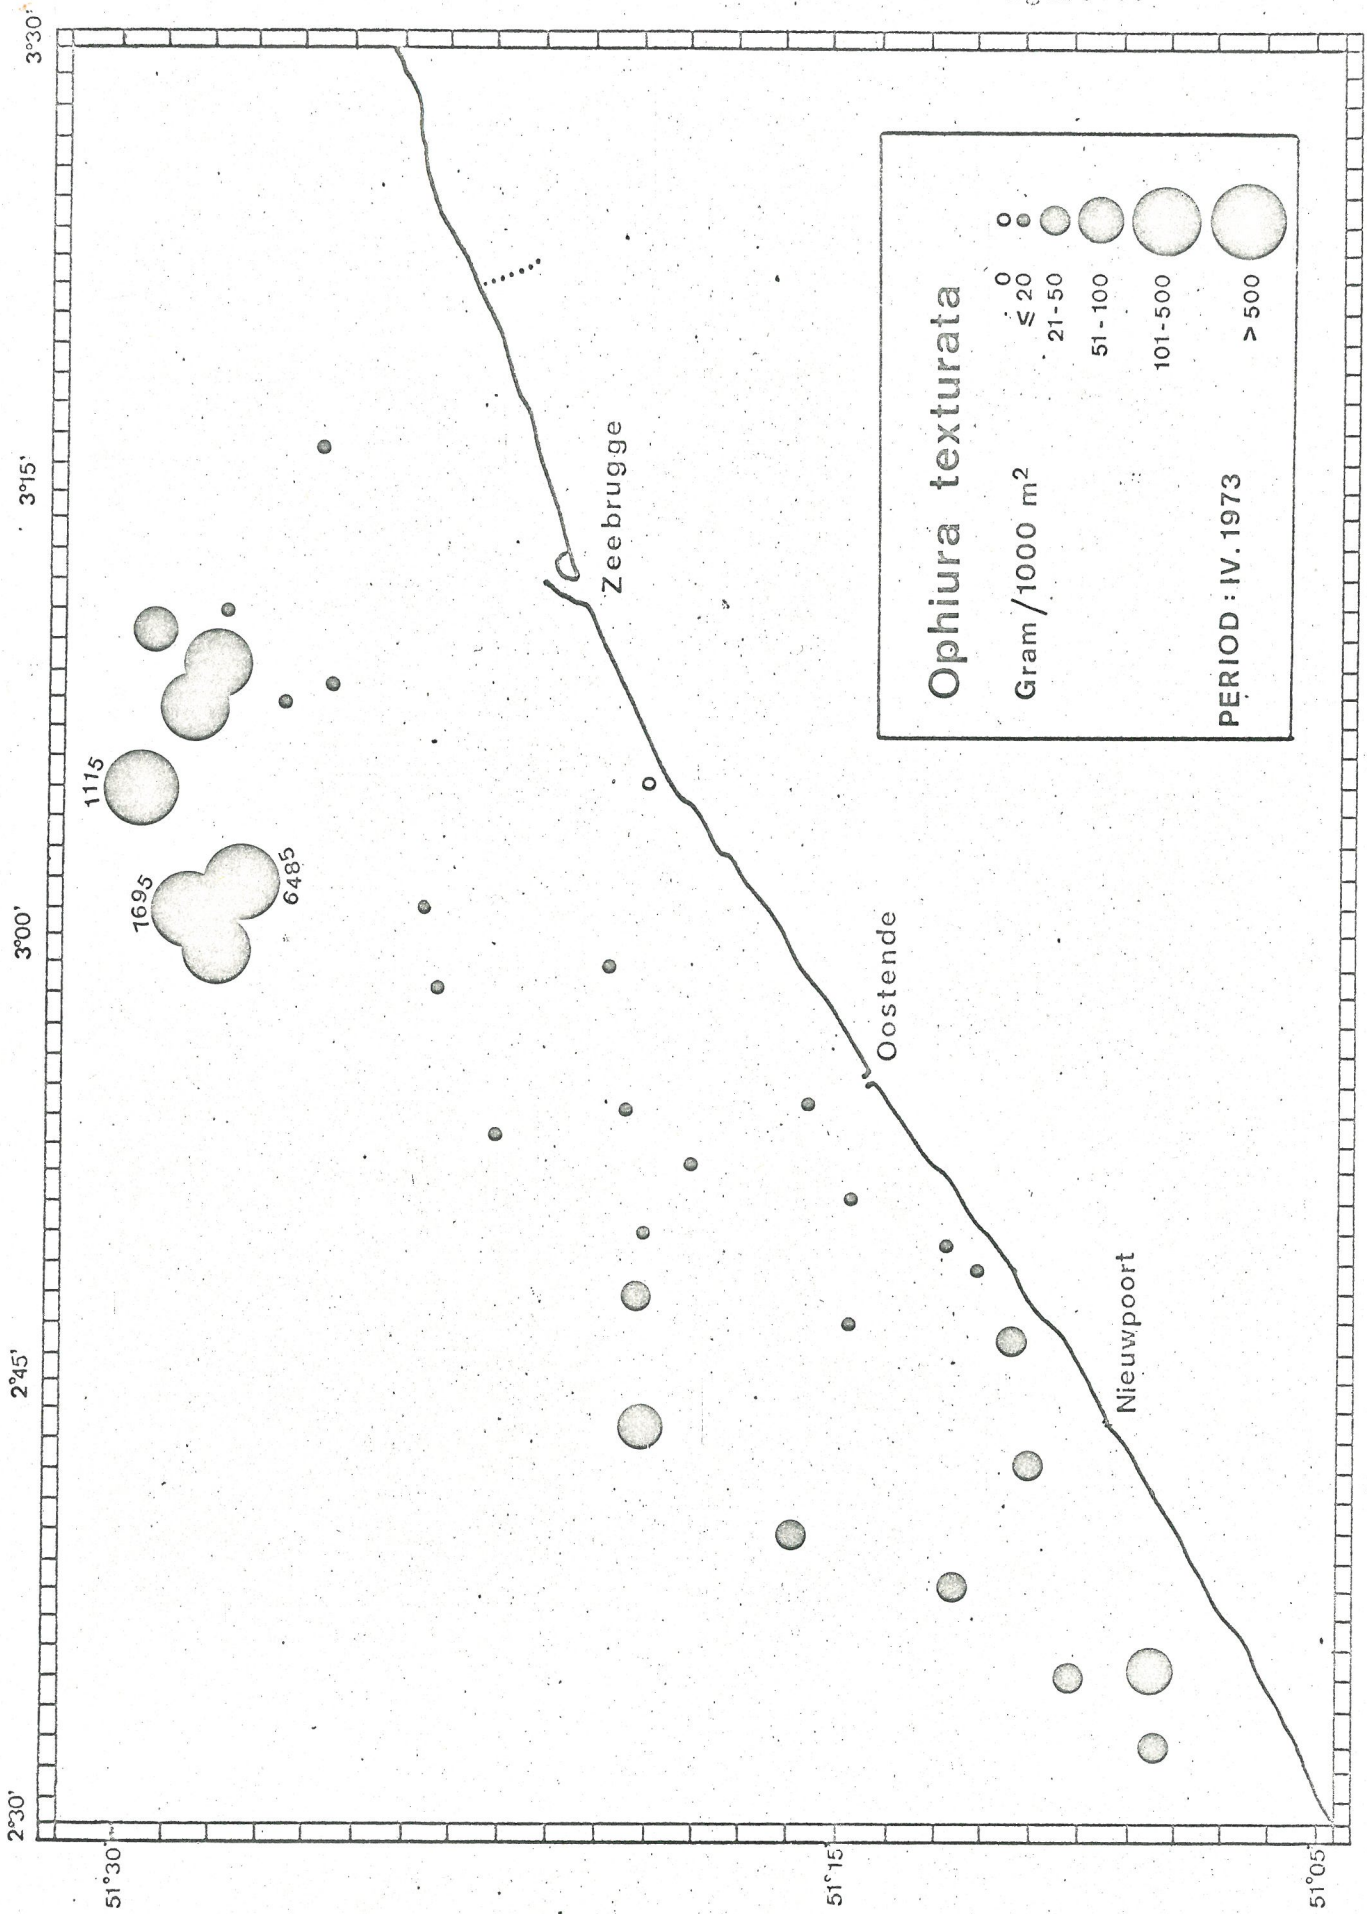 2°30'
2°45'
3°00'
3°15'
3°30'
51°30'
51°15'
51°05'
1115
7695
6485
Zeebrugge
Oostende
Nieuwpoort
Ophiura texturata
Gram/1000 m²
0
≤ 20
21-50
51-100
101-500
> 500
PERIOD : IV. 1973